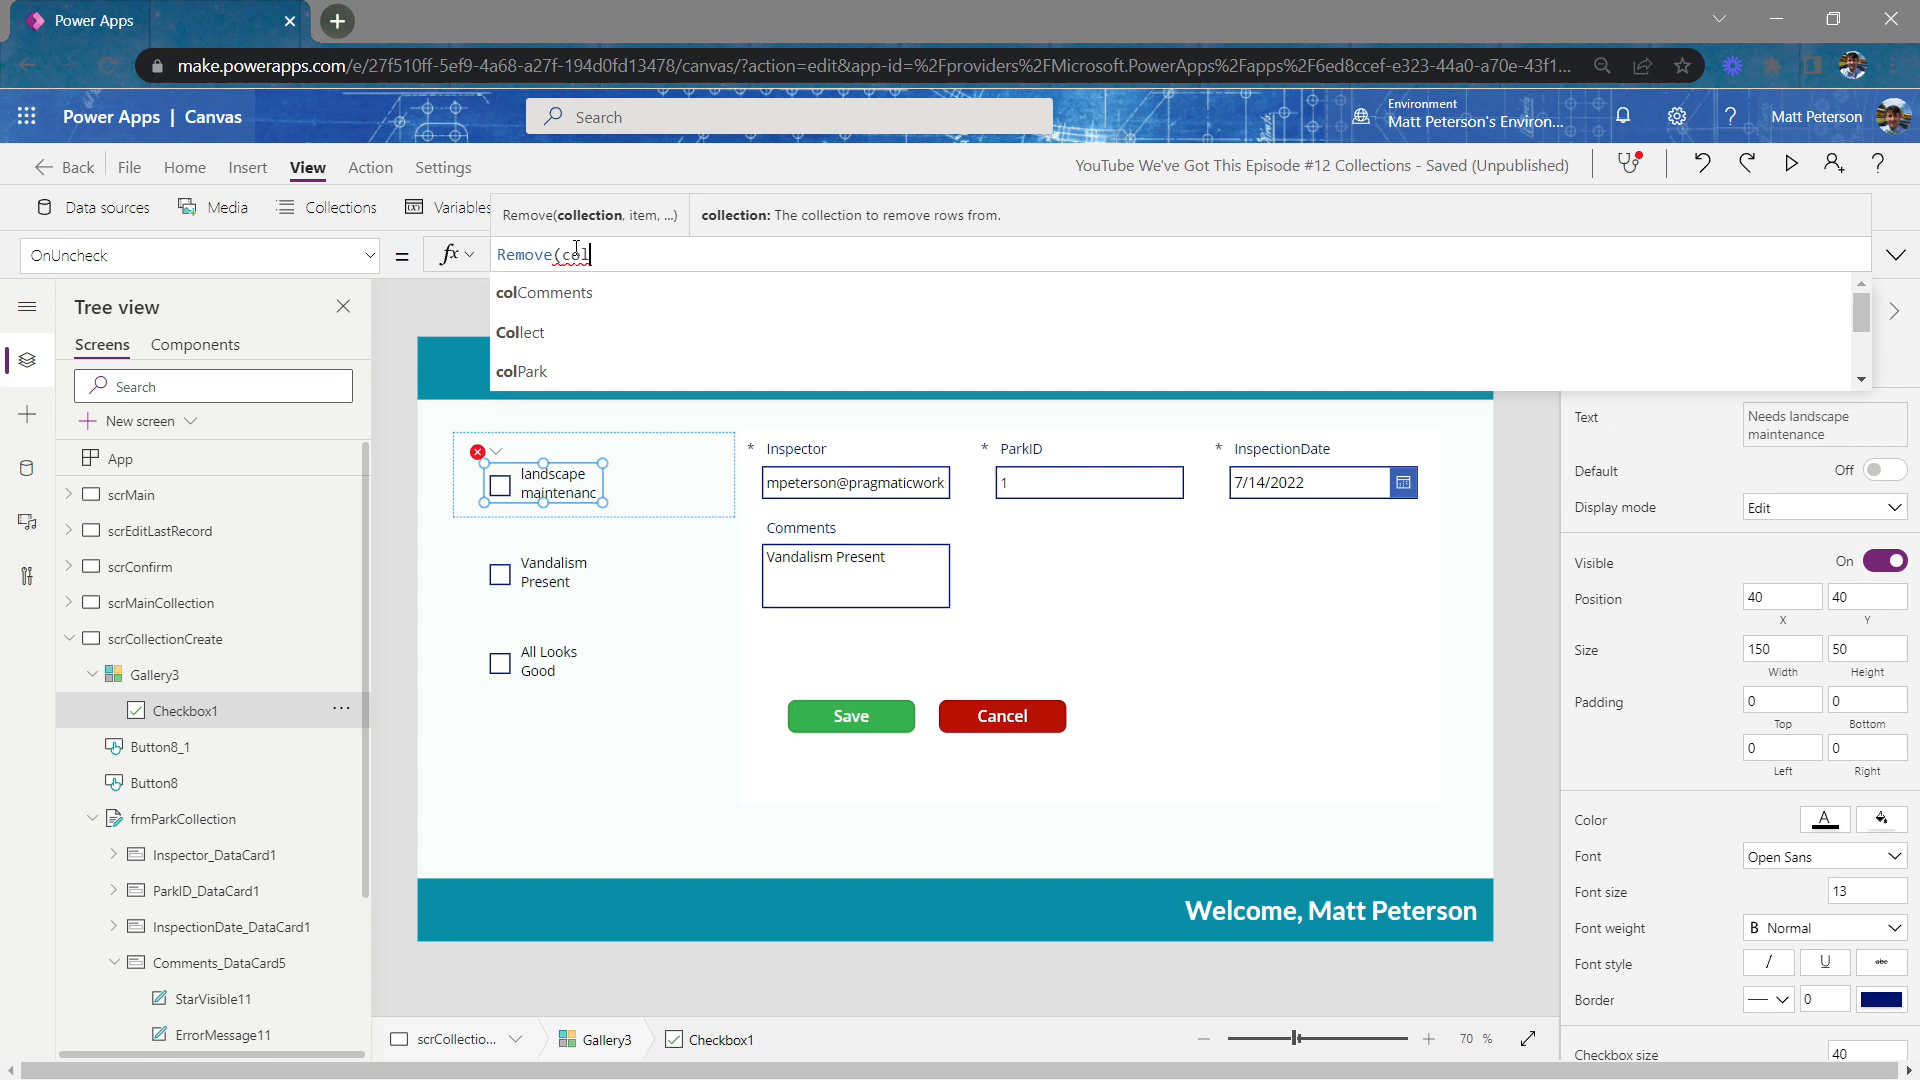 Power Apps
make.powerapps.com/e/27f510ff-5ef9-4a68-a27f-194d0fd13478/canvas/?action=edit&app-id=%2Fproviders%2FMicrosoft.PowerApps%2Fapps%2F6ed8ccef-e323-44a0-a70e-43f1...
Power Apps | Canvas
Search
Environment
Matt Peterson's Environ...
Matt Peterson
Back
File
Home
Insert
View
Action
Settings
YouTube We've Got This Episode #12 Collections - Saved (Unpublished)
Data sources
Media
Collections
Variables
Remove(collection, item, ...)
collection: The collection to remove rows from.
OnUncheck
=
fx
Remove(col
colComments
Collect
colPark
Tree view
Screens
Components
Search
New screen
App
scrMain
scrEditLastRecord
scrConfirm
scrMainCollection
scrCollectionCreate
Gallery3
Checkbox1
Button8_1
Button8
frmParkCollection
Inspector_DataCard1
ParkID_DataCard1
InspectionDate_DataCard1
Comments_DataCard5
StarVisible11
ErrorMessage11
landscape
maintenanc
Vandalism
Present
All Looks
Good
* Inspector
mpeterson@pragmaticwork
* ParkID
1
* InspectionDate
7/14/2022
Comments
Vandalism Present
Save
Cancel
Welcome, Matt Peterson
scrCollectio...
Gallery3
Checkbox1
70 %
Text
Needs landscape
maintenance
Default
Off
Display mode
Edit
Visible
On
Position
40
40
X
Y
Size
150
50
Width
Height
Padding
0
0
Top
Bottom
0
0
Left
Right
Color
A
Font
Open Sans
Font size
13
Font weight
B Normal
Font style
/
U
abc
Border
0
Checkbox size
40